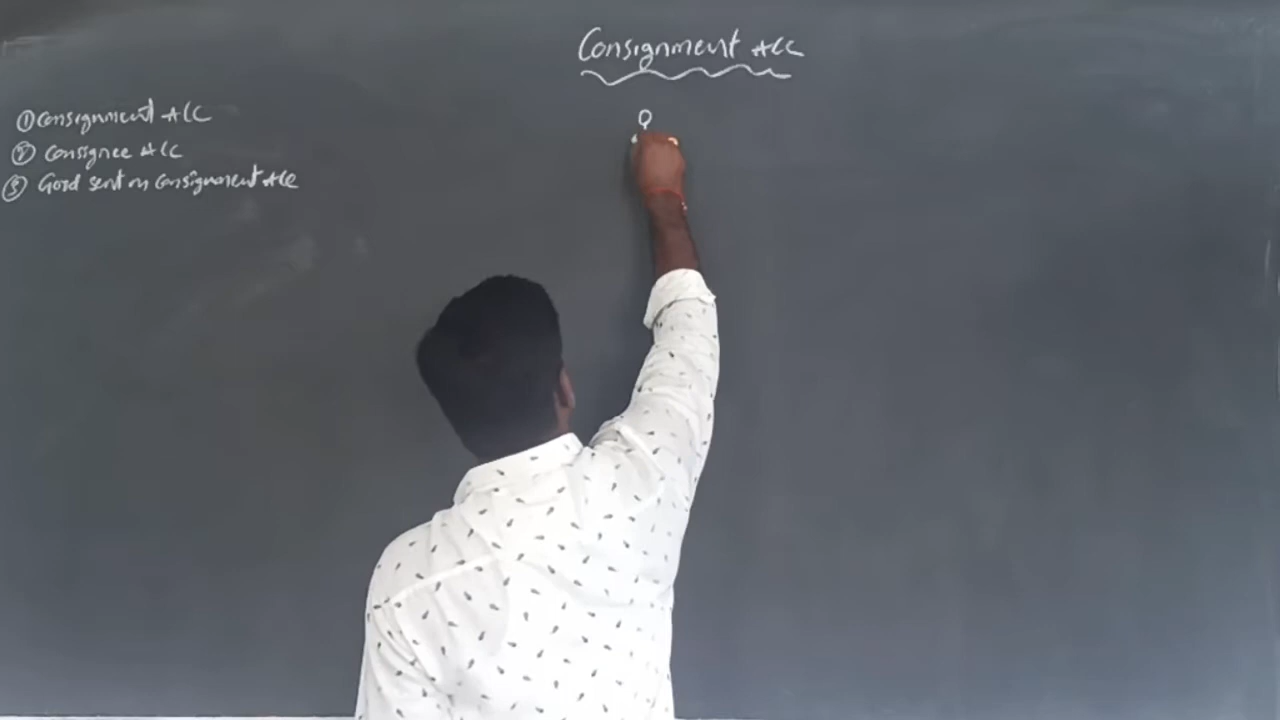 Consignment A/C
① Consignment A/C
② Consignee A/C
③ Good sent on Consignment A/C